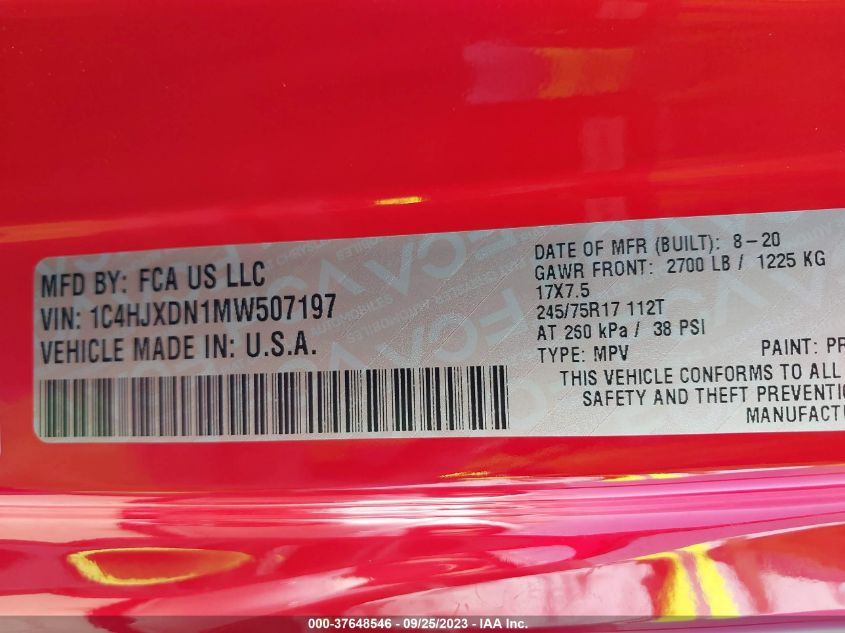 MFD BY: FCA US LLC
VIN: 1C4HJXDN1MW507197
VEHICLE MADE IN: U.S.A.
DATE OF MFR (BUILT): 8-20
GAWR FRONT: 2700 LB / 1225 KG
17X7.5
245/75R17 112T
AT 260 kPa / 38 PSI
TYPE: MPV PAINT: PR
THIS VEHICLE CONFORMS TO ALL
SAFETY AND THEFT PREVENTIO
MANUFACTU
000-37648546 / 09/25/2023 / IAA Inc.